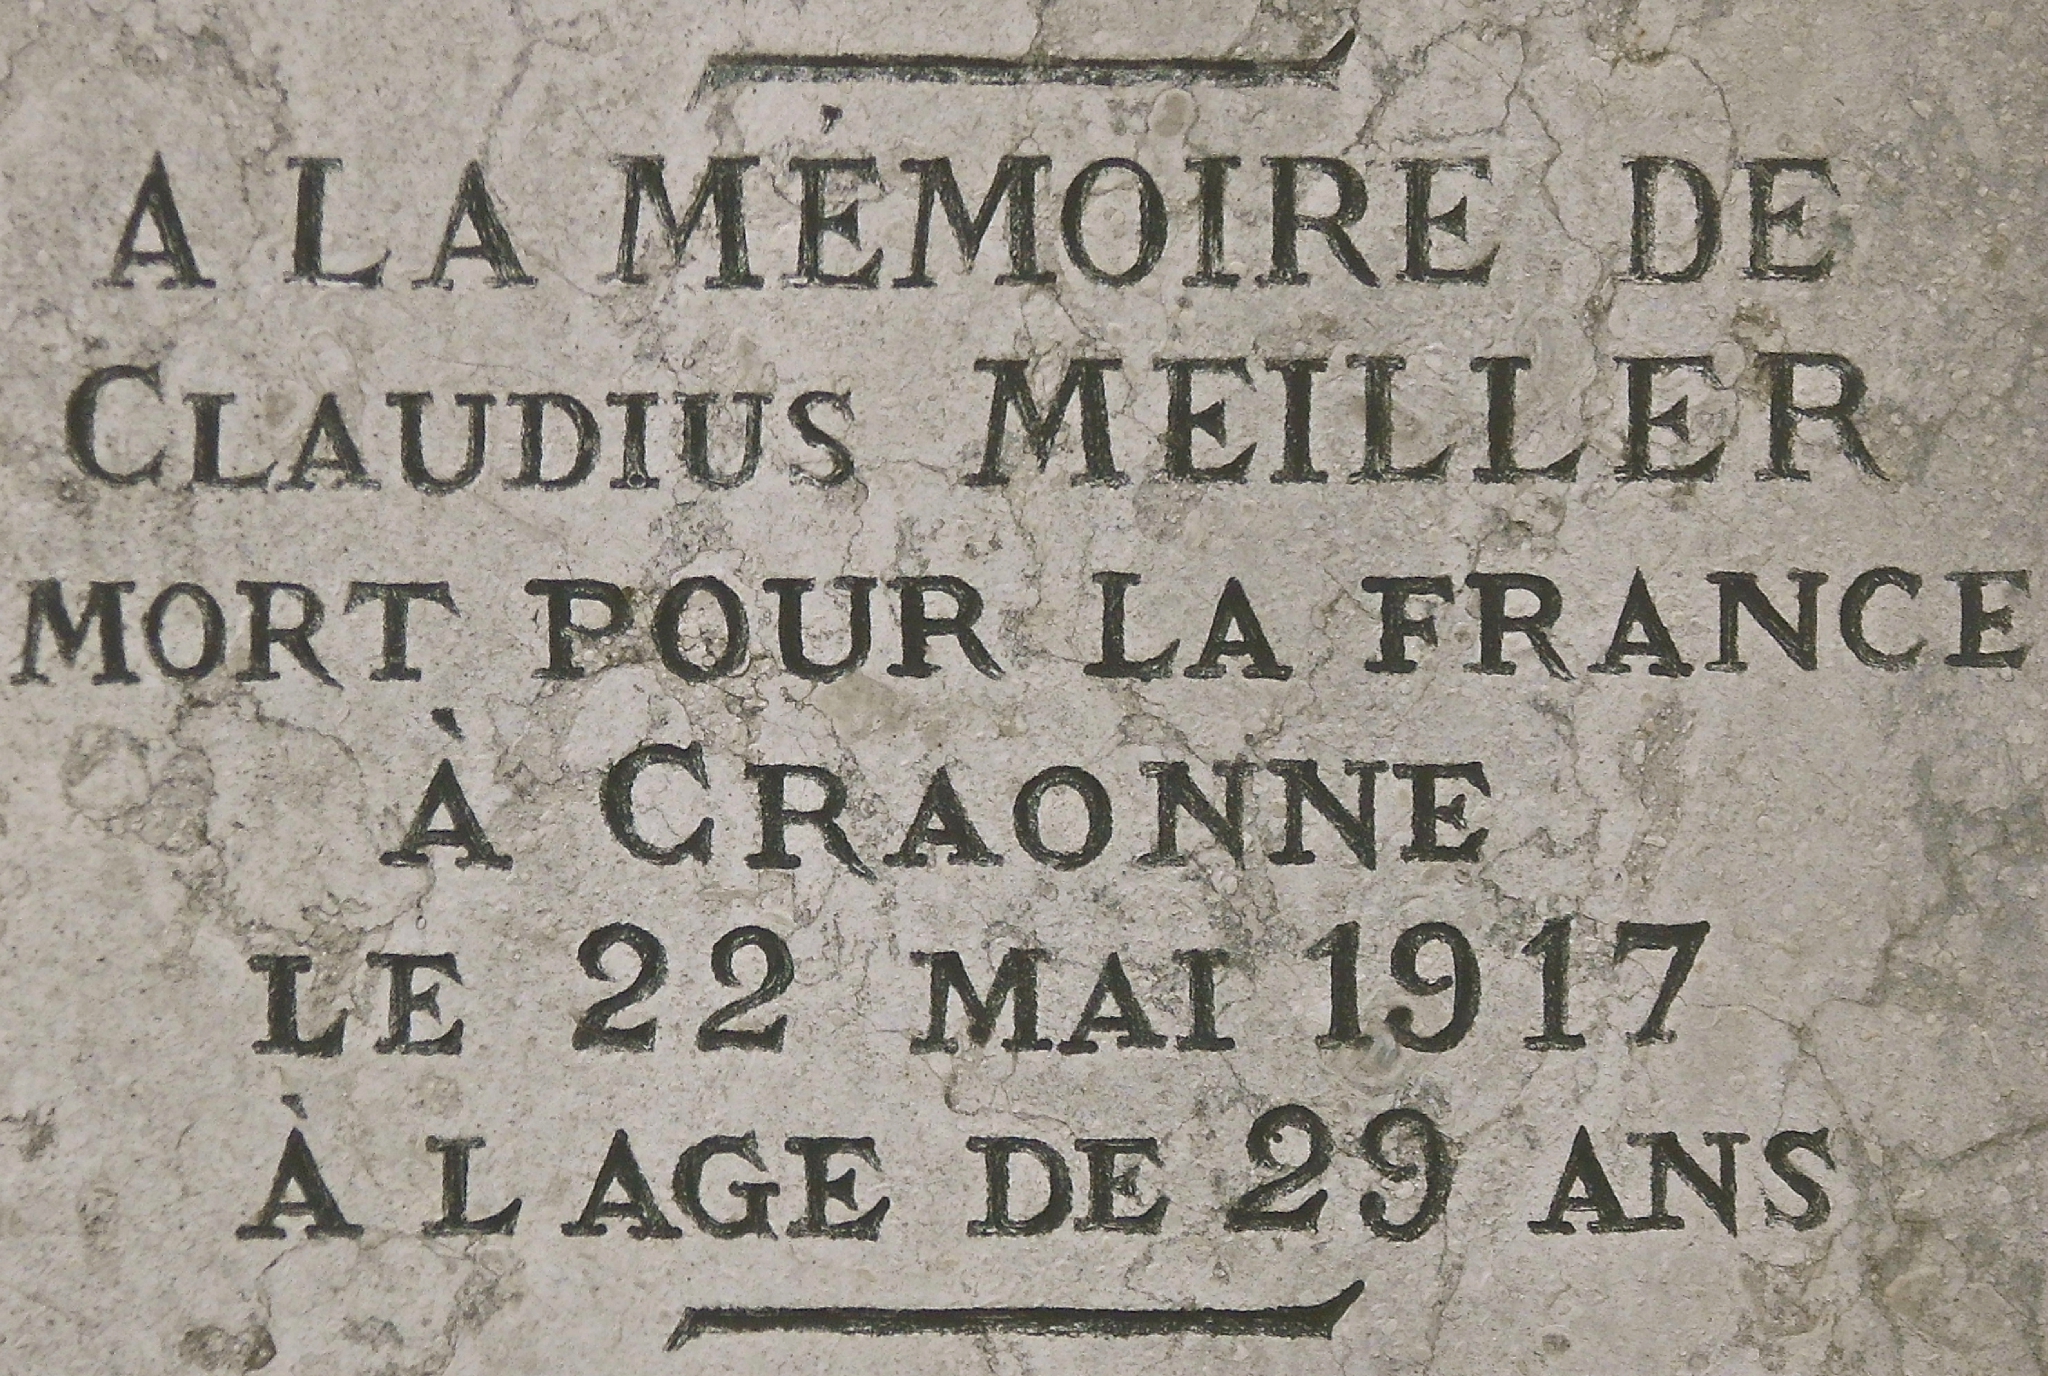 A LA MÉMOIRE DE
CLAUDIUS MEILLER
MORT POUR LA FRANCE
À CRAONNE
LE 22 MAI 1917
À L AGE DE 29 ANS